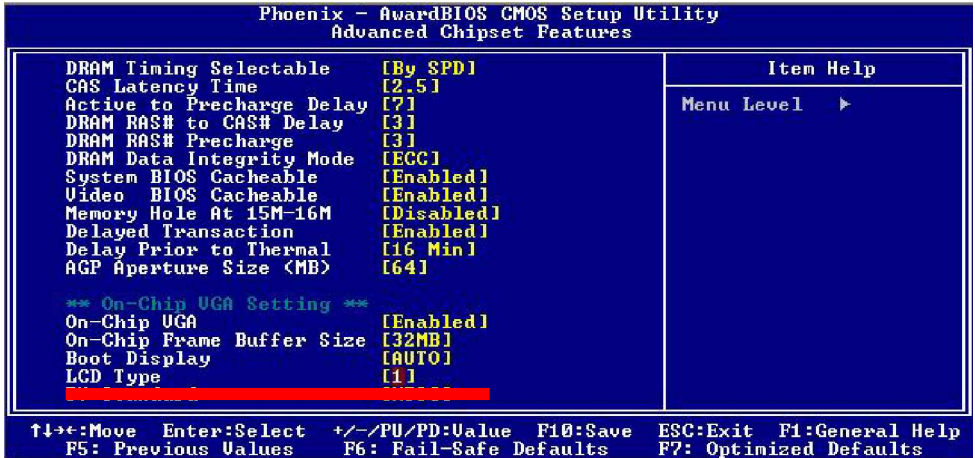 Phoenix - AwardBIOS CMOS Setup Utility
Advanced Chipset Features
DRAM Timing Selectable [By SPD]
CAS Latency Time [2.5]
Active to Precharge Delay [7]
DRAM RAS# to CAS# Delay [3]
DRAM RAS# Precharge [3]
DRAM Data Integrity Mode [ECC]
System BIOS Cacheable [Enabled]
Video BIOS Cacheable [Enabled]
Memory Hole At 15M-16M [Disabled]
Delayed Transaction [Enabled]
Delay Prior to Thermal [16 Min]
AGP Aperture Size (MB) [64]
** On-Chip VGA Setting **
On-Chip VGA [Enabled]
On-Chip Frame Buffer Size [32MB]
Boot Display [AUTO]
LCD Type [1]
Item Help
Menu Level ►
↑↓→←:Move Enter:Select +/-/PU/PD:Value F10:Save ESC:Exit F1:General Help
F5: Previous Values F6: Fail-Safe Defaults F7: Optimized Defaults